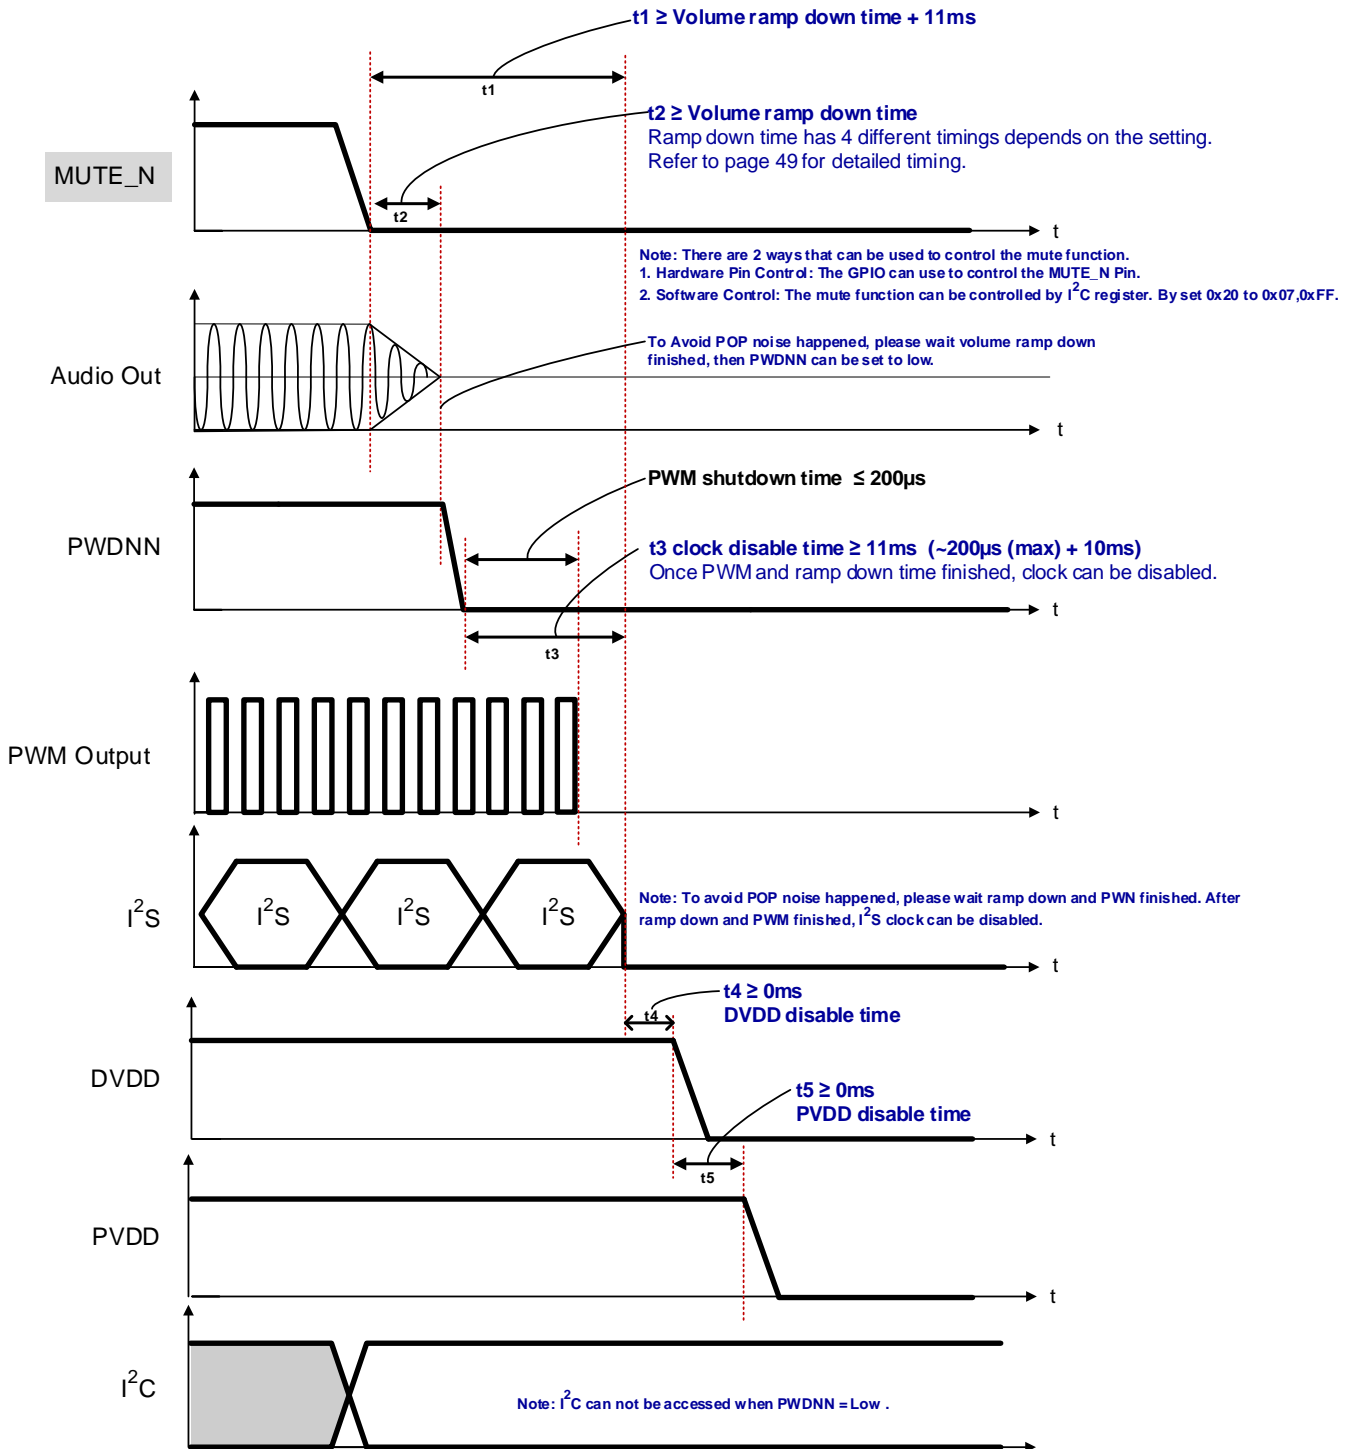 t1 ≥ Volume ramp down time + 11ms
t1
t2 ≥ Volume ramp down time
Ramp down time has 4 different timings depends on the setting.
Refer to page 49 for detailed timing.
MUTE_N
t2
t
Note: There are 2 ways that can be used to control the mute function.
1. Hardware Pin Control: The GPIO can use to control the MUTE_N Pin.
2. Software Control: The mute function can be controlled by I²C register. By set 0x20 to 0x07,0xFF.
To Avoid POP noise happened, please wait volume ramp down
finished, then PWDNN can be set to low.
Audio Out
t
PWM shutdown time ≤ 200µs
PWDNN
t3 clock disable time ≥ 11ms (~200µs (max) + 10ms)
Once PWM and ramp down time finished, clock can be disabled.
t
t3
PWM Output
t
I²S
I²S
I²S
I²S
Note: To avoid POP noise happened, please wait ramp down and PWN finished. After
ramp down and PWM finished, I²S clock can be disabled.
t
t4 ≥ 0ms
DVDD disable time
t4
DVDD
t5 ≥ 0ms
PVDD disable time
t
t5
PVDD
t
I²C
Note: I²C can not be accessed when PWDNN = Low .